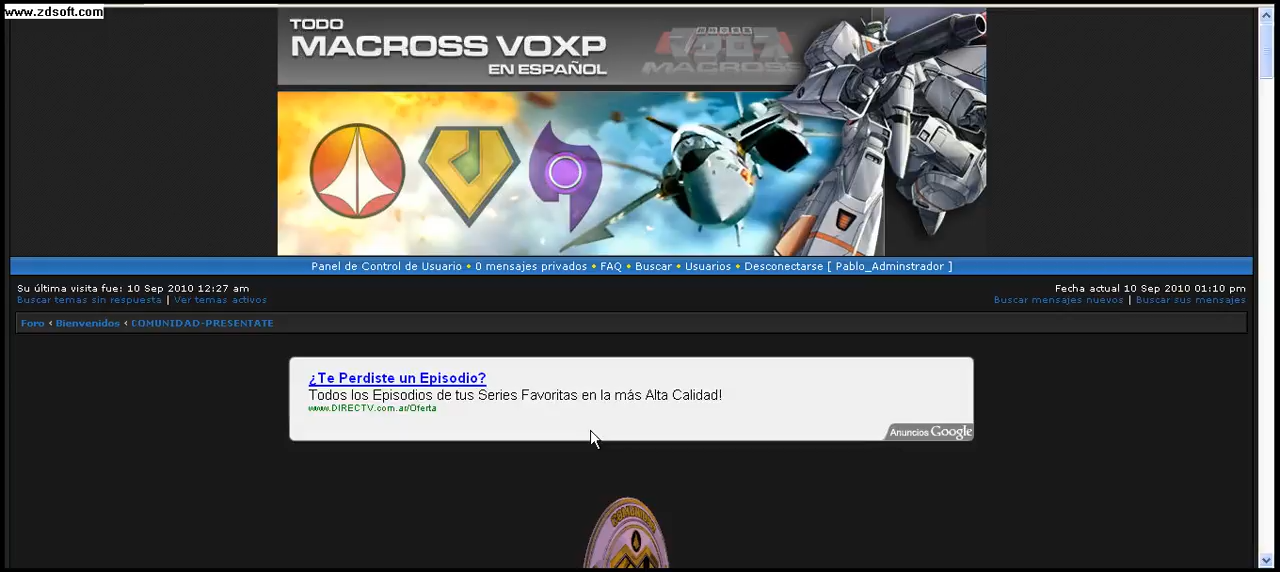 www.zdsoft.com
TODO
MACROSS VOXP
EN ESPAÑOL
MACROSS
Panel de Control de Usuario • 0 mensajes privados • FAQ • Buscar • Usuarios • Desconectarse [ Pablo_Adminstrador ]
Su última visita fue: 10 Sep 2010 12:27 am
Fecha actual 10 Sep 2010 01:10 pm
Buscar temas sin respuesta | Ver temas activos
Buscar mensajes nuevos | Buscar sus mensajes
Foro ‹ Bienvenidos ‹ COMUNIDAD-PRESENTATE
¿Te Perdiste un Episodio?
Todos los Episodios de tus Series Favoritas en la más Alta Calidad!
www.DIRECTV.com.ar/Oferta
Anuncios Google